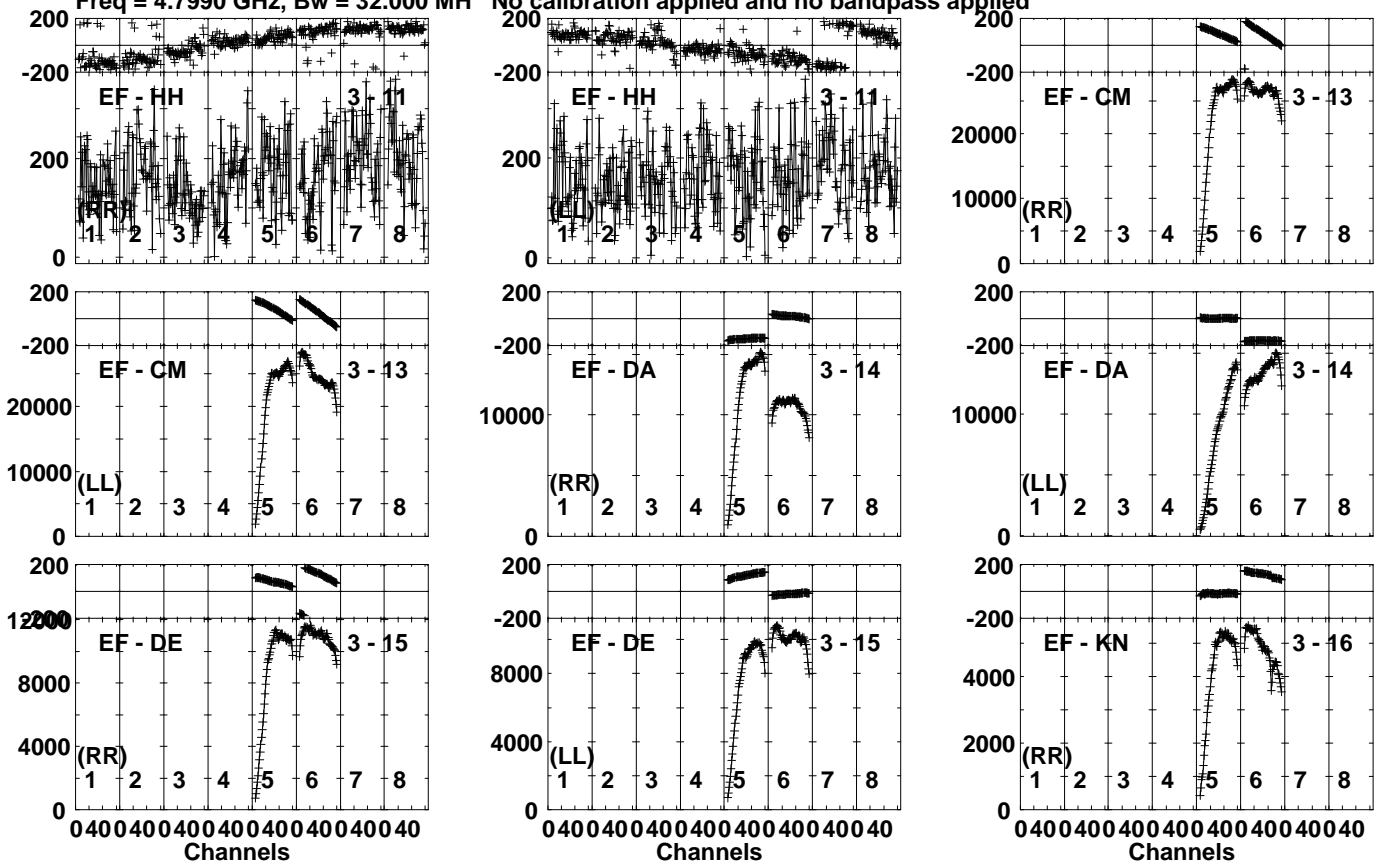 Freq = 4.7990 GHz, Bw = 32.000 MH No calibration applied and no bandpass applied
200
-200
EF - HH 3 - 11
200
(RR)
1 2 3 4 5 6 7 8
0
200
-200
EF - HH 3 - 11
200
(LL)
1 2 3 4 5 6 7 8
0
200
-200
EF - CM 3 - 13
20000
10000
(RR)
1 2 3 4 5 6 7 8
0
200
-200
EF - CM 3 - 13
20000
10000
(LL)
1 2 3 4 5 6 7 8
0
200
-200
EF - DA 3 - 14
10000
(RR)
1 2 3 4 5 6 7 8
0
200
-200
EF - DA 3 - 14
10000
(LL)
1 2 3 4 5 6 7 8
0
200
-200
12000
EF - DE 3 - 15
8000
4000
(RR)
1 2 3 4 5 6 7 8
0
200
-200
EF - DE 3 - 15
8000
4000
(LL)
1 2 3 4 5 6 7 8
0
200
-200
EF - KN 3 - 16
4000
2000
(RR)
1 2 3 4 5 6 7 8
0
0 40 0 40 0 40 0 40 0 40 0 40 0 40 0 40
Channels
0 40 0 40 0 40 0 40 0 40 0 40 0 40 0 40
Channels
0 40 0 40 0 40 0 40 0 40 0 40 0 40 0 40
Channels